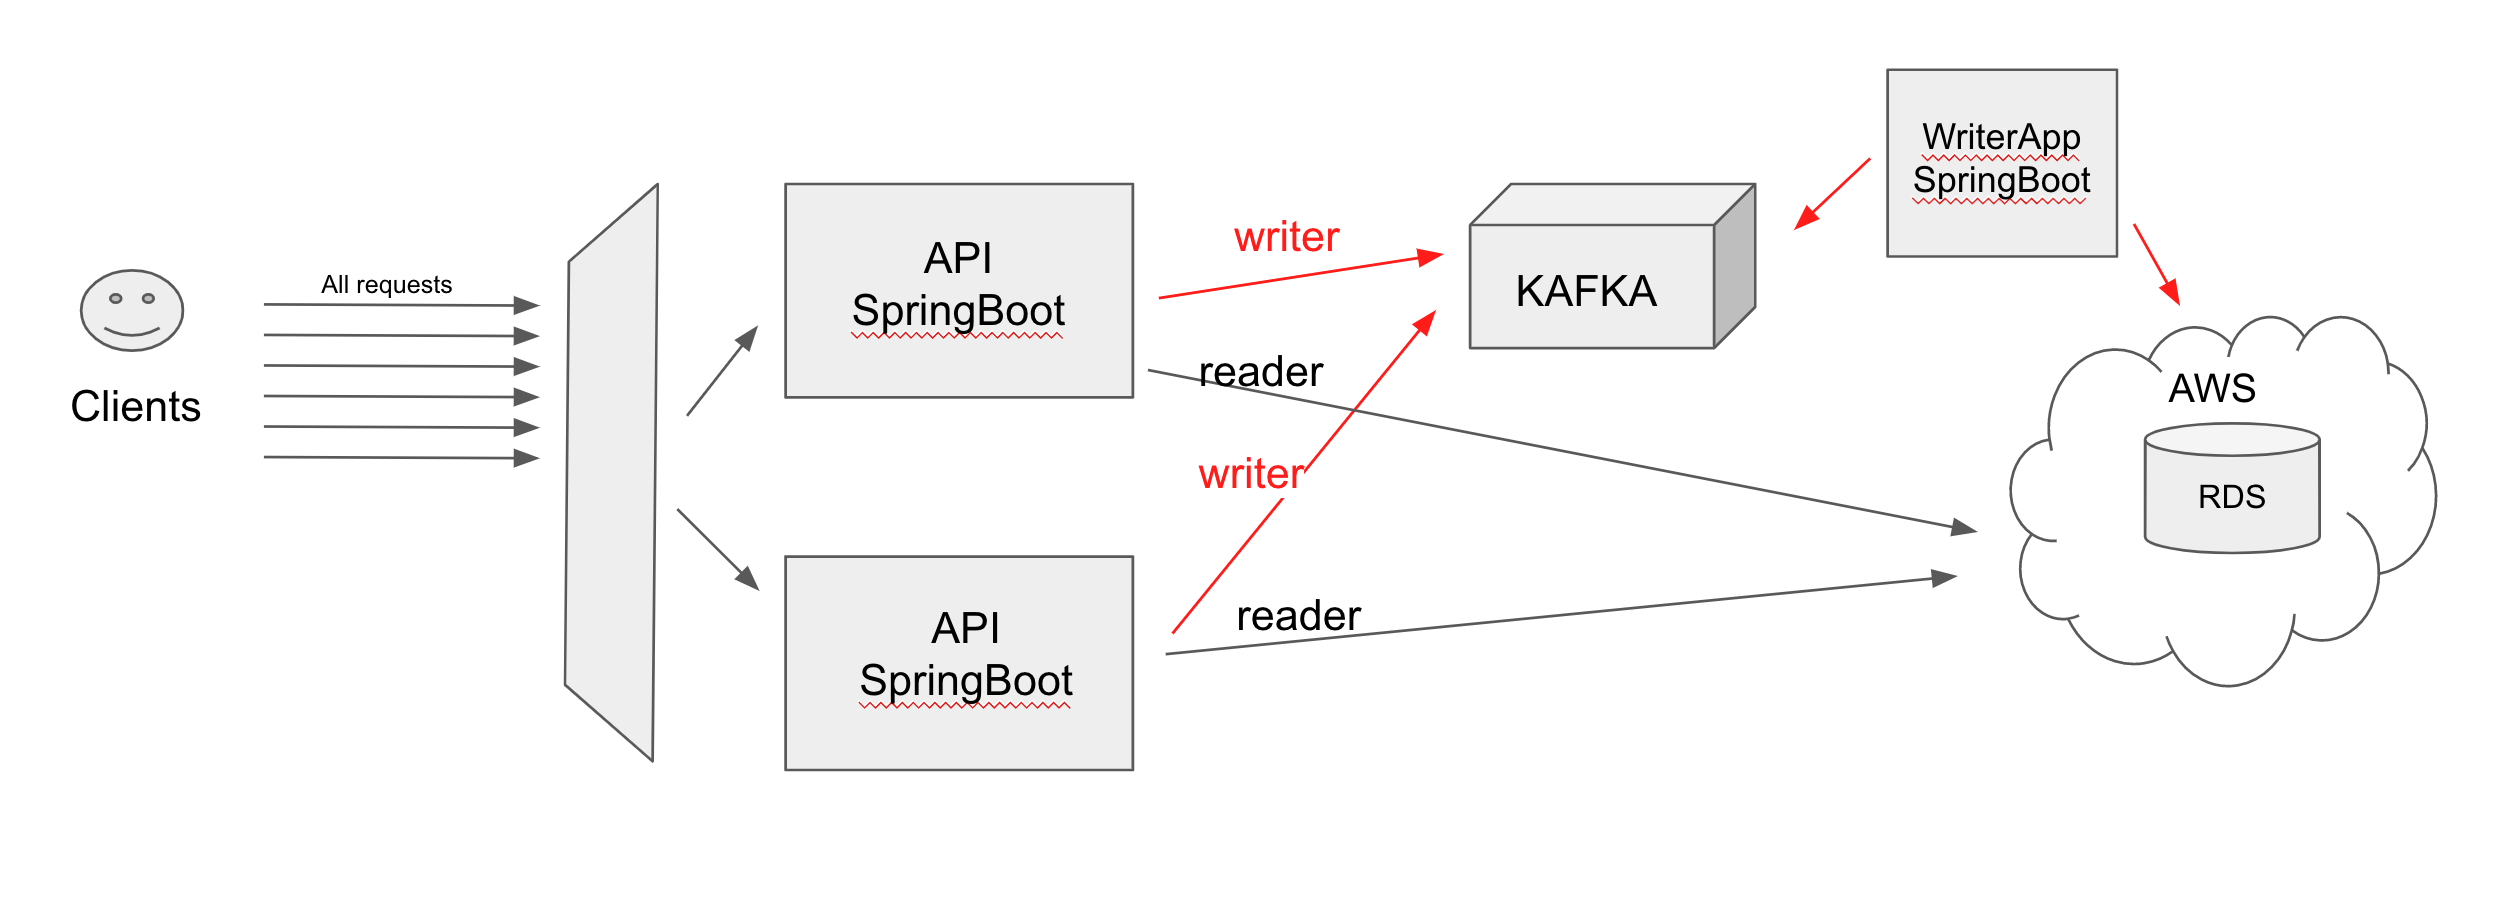 All requests
Clients
API
SpringBoot
API
SpringBoot
writer
reader
writer
reader
KAFKA
WriterApp
SpringBoot
AWS
RDS